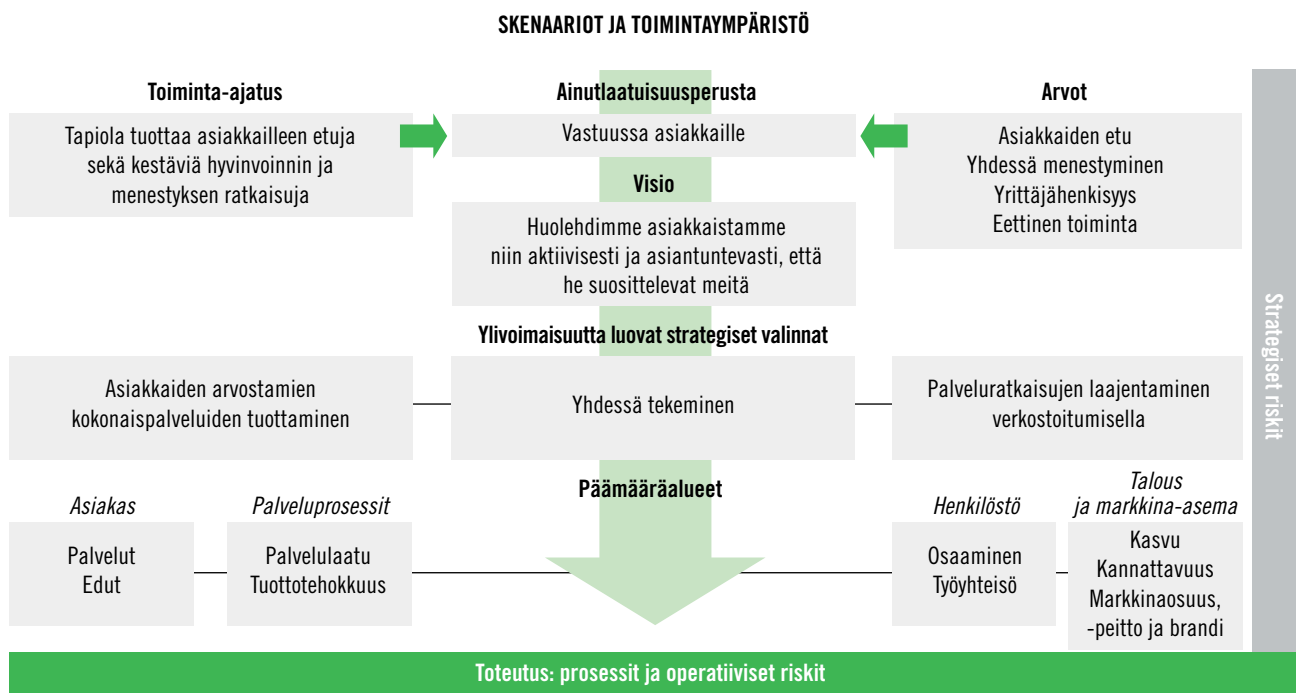 SKENAARIOT JA TOIMINTAYMPÄRISTÖ
Toiminta-ajatus
Tapiola tuottaa asiakkailleen etuja
sekä kestäviä hyvinvoinnin ja
menestyksen ratkaisuja
Ainutlaatuisuusperusta
Vastuussa asiakkaille
Arvot
Asiakkaiden etu
Yhdessä menestyminen
Yrittäjähenkisyys
Eettinen toiminta
Visio
Huolehdimme asiakkaistamme
niin aktiivisesti ja asiantuntevasti, että
he suosittelevat meitä
Ylivoimaisuutta luovat strategiset valinnat
Asiakkaiden arvostamien
kokonaispalveluiden tuottaminen
Yhdessä tekeminen
Palveluratkaisujen laajentaminen
verkostoitumisella
Päämääräalueet
Asiakas
Palvelut
Edut
Palveluprosessit
Palvelulaatu
Tuottotehokkuus
Henkilöstö
Osaaminen
Työyhteisö
Talous
ja markkina-asema
Kasvu
Kannattavuus
Markkinaosuus,
-peitto ja brandi
Strategiset riskit
Toteutus: prosessit ja operatiiviset riskit